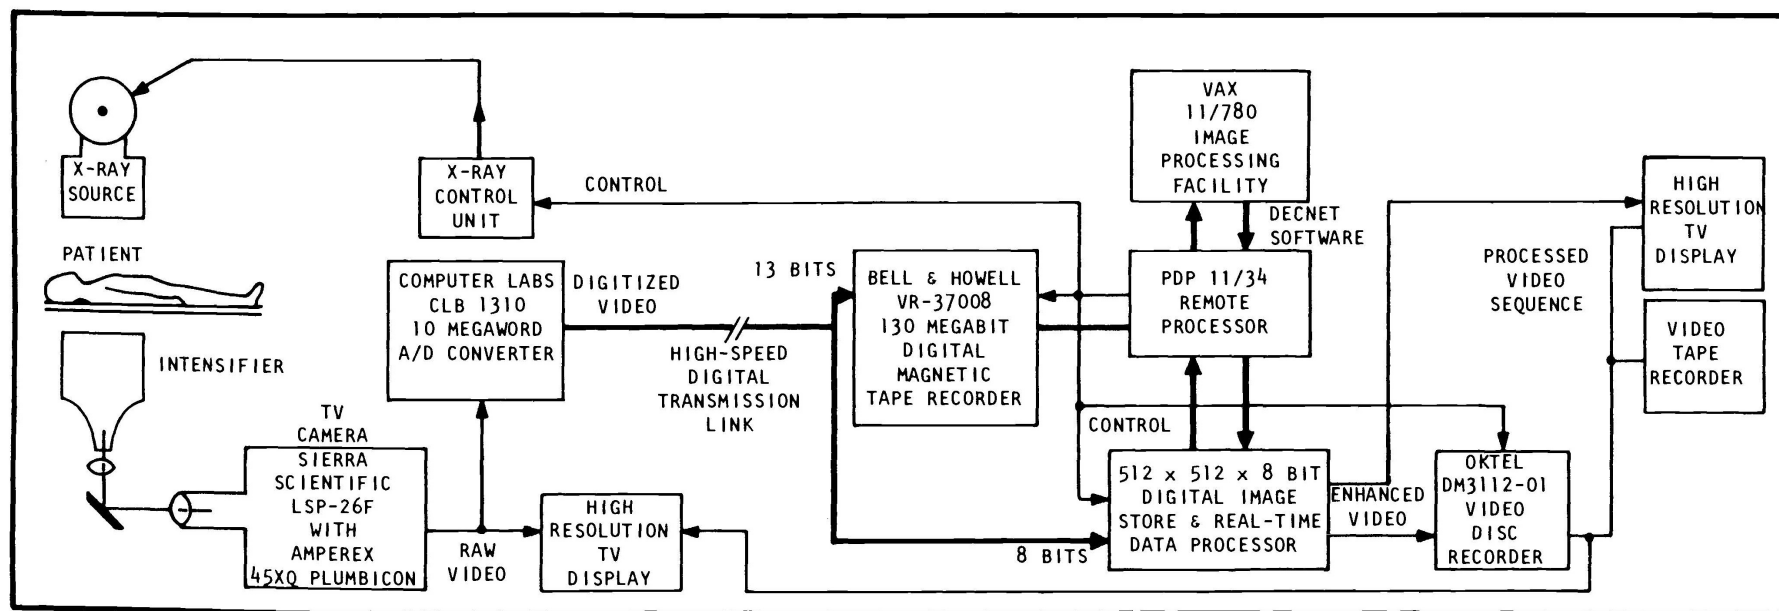 X-RAY
SOURCE
PATIENT
INTENSIFIER
TV
CAMERA
SIERRA
SCIENTIFIC
LSP-26F
WITH
AMPEREX
45XQ PLUMBICON
X-RAY
CONTROL
UNIT
CONTROL
COMPUTER LABS
CLB 1310
10 MEGAWORD
A/D CONVERTER
DIGITIZED
VIDEO
RAW
VIDEO
HIGH
RESOLUTION
TV
DISPLAY
HIGH-SPEED
DIGITAL
TRANSMISSION
LINK
13 BITS
8 BITS
BELL & HOWELL
VR-37008
130 MEGABIT
DIGITAL
MAGNETIC
TAPE RECORDER
VAX
11/780
IMAGE
PROCESSING
FACILITY
DECNET
SOFTWARE
PDP 11/34
REMOTE
PROCESSOR
CONTROL
512 x 512 x 8 BIT
DIGITAL IMAGE
STORE & REAL-TIME
DATA PROCESSOR
ENHANCED
VIDEO
OKTEL
DM3112-01
VIDEO
DISC
RECORDER
PROCESSED
VIDEO
SEQUENCE
HIGH
RESOLUTION
TV
DISPLAY
VIDEO
TAPE
RECORDER